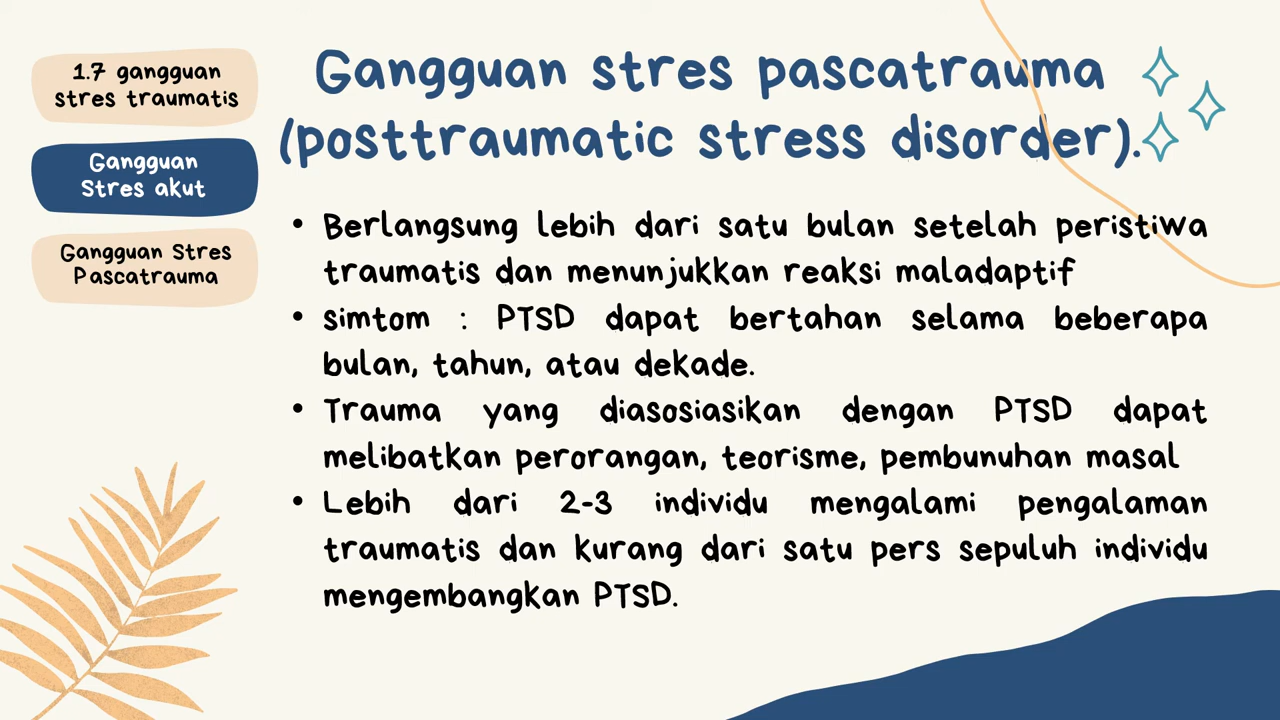 1.7 gangguan
stres traumatis
Gangguan
Stres akut
Gangguan Stres
Pascatrauma
Gangguan stres pascatrauma
(posttraumatic stress disorder).
• Berlangsung lebih dari satu bulan setelah peristiwa
traumatis dan menunjukkan reaksi maladaptif
• simtom : PTSD dapat bertahan selama beberapa
bulan, tahun, atau dekade.
• Trauma yang diasosiasikan dengan PTSD dapat
melibatkan perorangan, teorisme, pembunuhan masal
• Lebih dari 2-3 individu mengalami pengalaman
traumatis dan kurang dari satu pers sepuluh individu
mengembangkan PTSD.